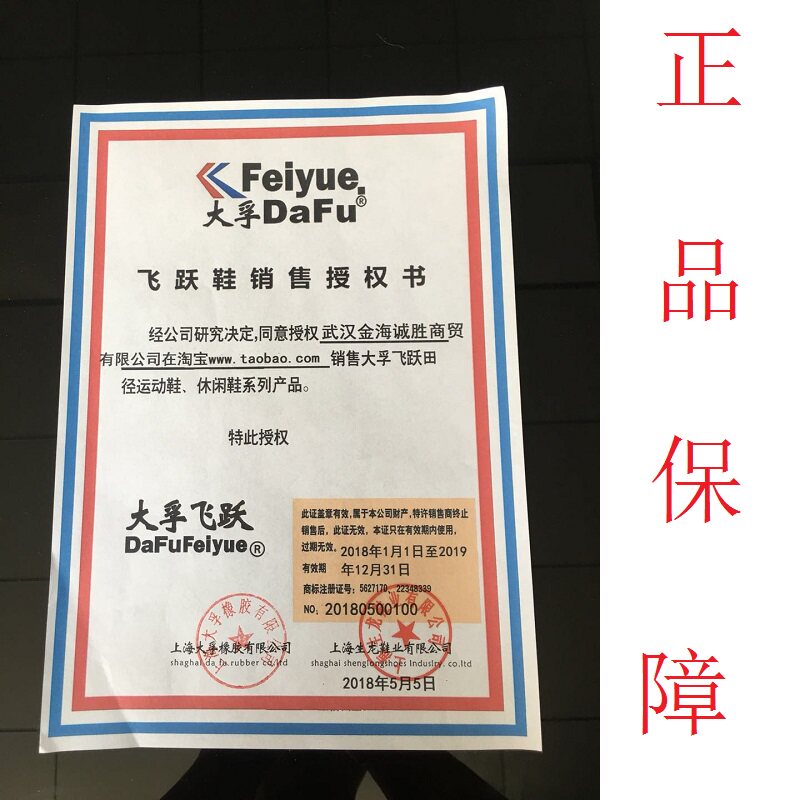 Feiyue.
大孚DaFu®
飞跃鞋销售授权书
经公司研究决定,同意授权 武汉金海诚胜商贸
有限公司在淘宝www.taobao.com 销售大孚飞跃田
径运动鞋、休闲鞋系列产品。
特此授权
大孚飞跃
DaFuFeiyue®
此证盖章有效,属于本公司财产,特许销售商终止
销售后,此证无效,本证只在有效期内使用,
过期无效。2018年1月1日至2019
有效期 年12月31日
商标注册证号:5627170、22348339
NO:20180500100
上海大孚橡胶有限公司
shaghai da fu rubber co,ltd
上海生龙鞋业有限公司
shaghai shenglongshoes Industry. co.ltd
2018年5月5日
正
品
保
障